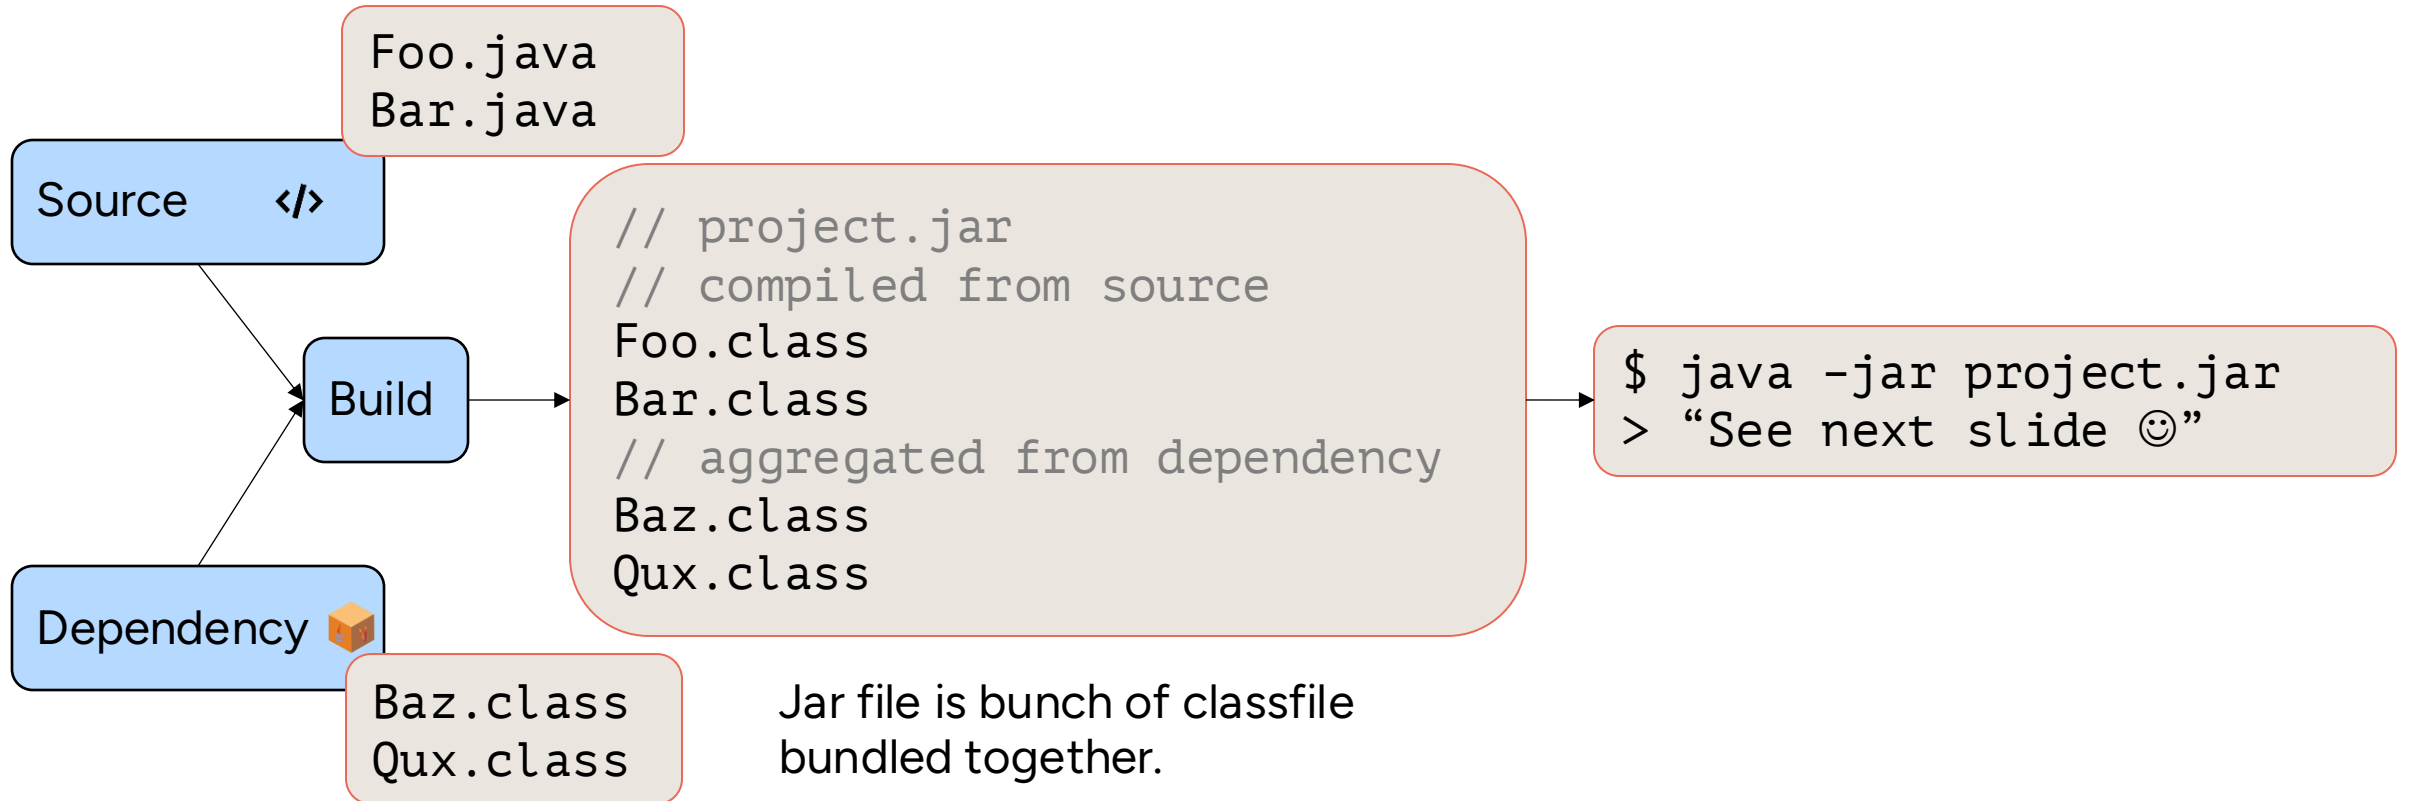 Foo.java
Bar.java
Source </>
// project.jar
// compiled from source
Foo.class
Bar.class
// aggregated from dependency
Baz.class
Qux.class
Build
$ java –jar project.jar
> “See next slide ☺”
Dependency
Baz.class
Qux.class
Jar file is bunch of classfile
bundled together.